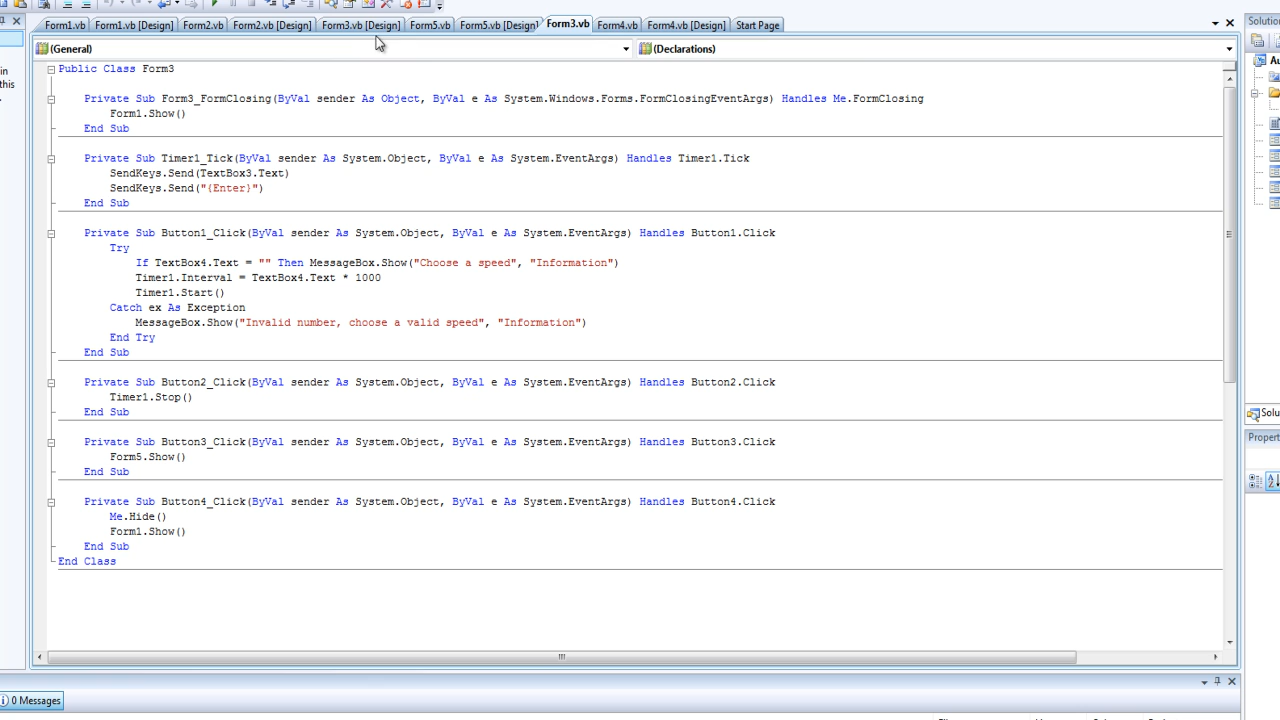 Form1.vb Form1.vb [Design] Form2.vb Form2.vb [Design] Form3.vb [Design] Form5.vb Form5.vb [Design] Form3.vb Form4.vb Form4.vb [Design] Start Page
(General) (Declarations)
Public Class Form3
Private Sub Form3_FormClosing(ByVal sender As Object, ByVal e As System.Windows.Forms.FormClosingEventArgs) Handles Me.FormClosing
Form1.Show()
End Sub
Private Sub Timer1_Tick(ByVal sender As System.Object, ByVal e As System.EventArgs) Handles Timer1.Tick
SendKeys.Send(TextBox3.Text)
SendKeys.Send("{Enter}")
End Sub
Private Sub Button1_Click(ByVal sender As System.Object, ByVal e As System.EventArgs) Handles Button1.Click
Try
If TextBox4.Text = "" Then MessageBox.Show("Choose a speed", "Information")
Timer1.Interval = TextBox4.Text * 1000
Timer1.Start()
Catch ex As Exception
MessageBox.Show("Invalid number, choose a valid speed", "Information")
End Try
End Sub
Private Sub Button2_Click(ByVal sender As System.Object, ByVal e As System.EventArgs) Handles Button2.Click
Timer1.Stop()
End Sub
Private Sub Button3_Click(ByVal sender As System.Object, ByVal e As System.EventArgs) Handles Button3.Click
Form5.Show()
End Sub
Private Sub Button4_Click(ByVal sender As System.Object, ByVal e As System.EventArgs) Handles Button4.Click
Me.Hide()
Form1.Show()
End Sub
End Class
in
this
Solution
Au
Solu
Propert
0 Messages